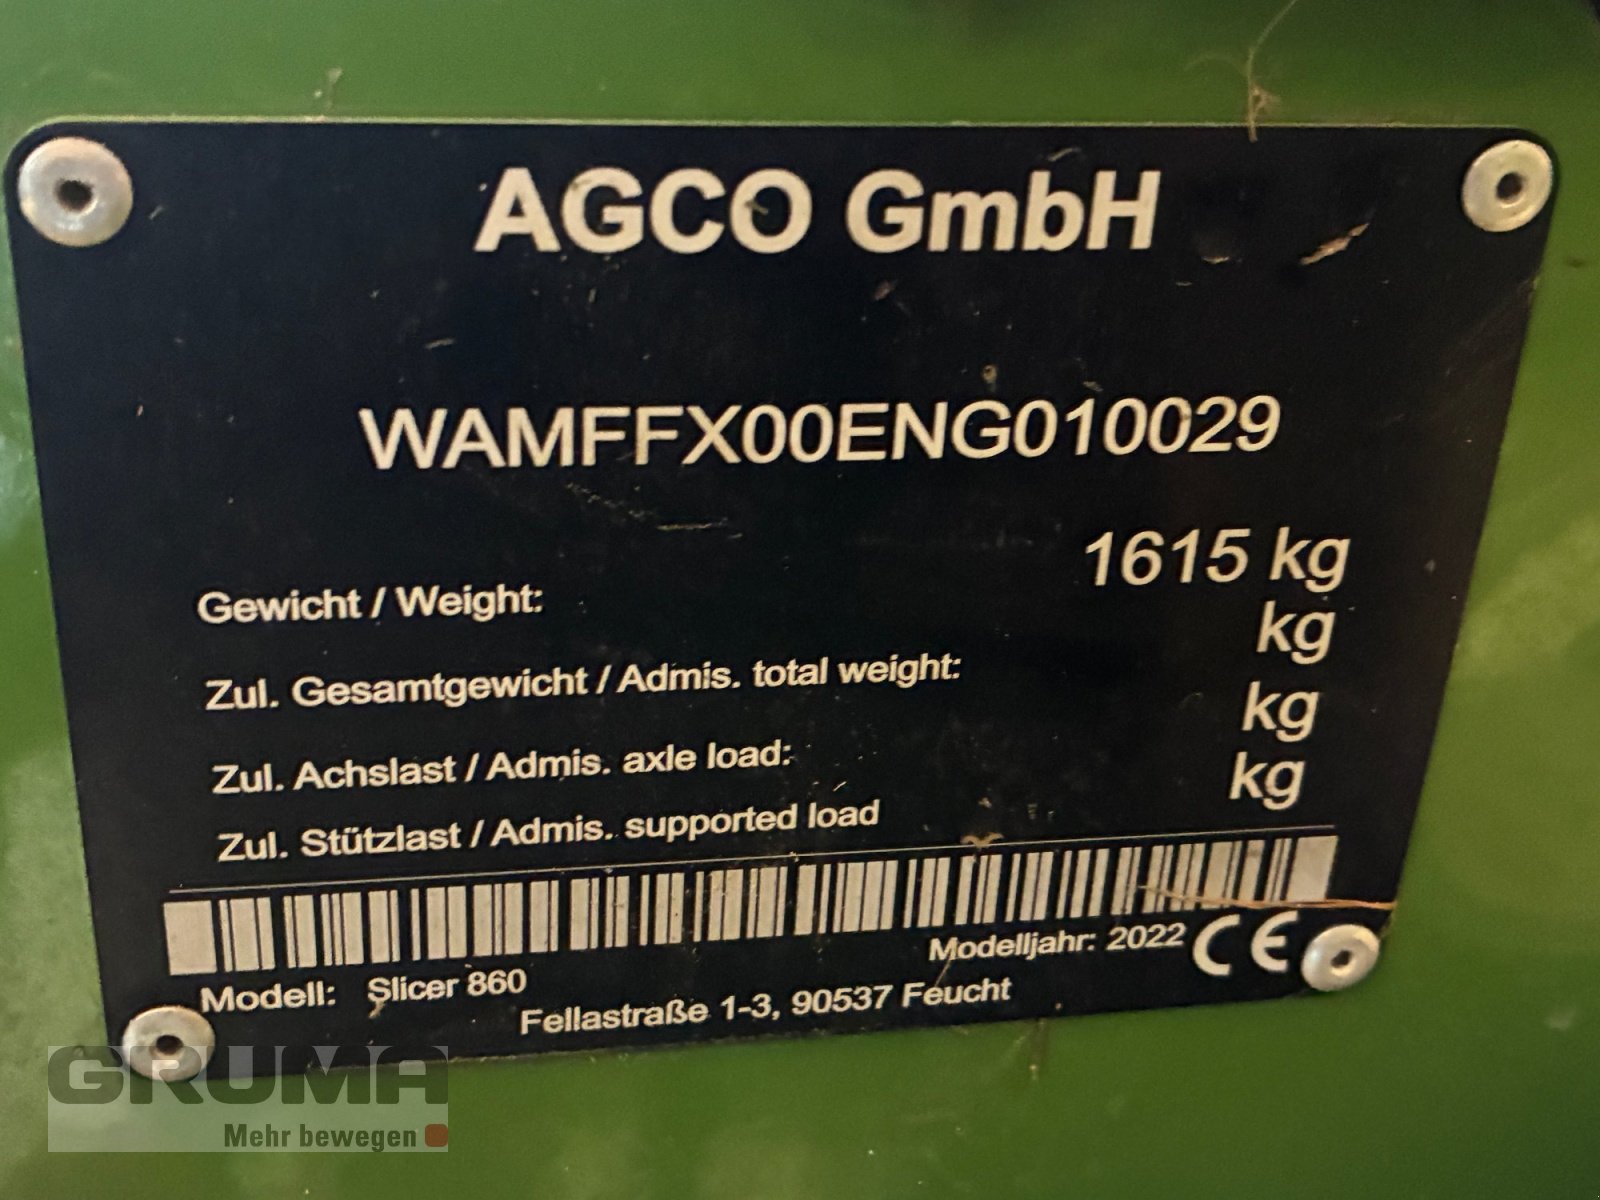 AGCO GmbH
WAMFFX00ENG010029
Gewicht / Weight: 1615 kg
Zul. Gesamtgewicht / Admis. total weight: kg
Zul. Achslast / Admis. axle load: kg
Zul. Stützlast / Admis. supported load kg
Modell: Slicer 860 Modelljahr: 2022 CE
Fellastraße 1-3, 90537 Feucht
GRUMA
Mehr bewegen